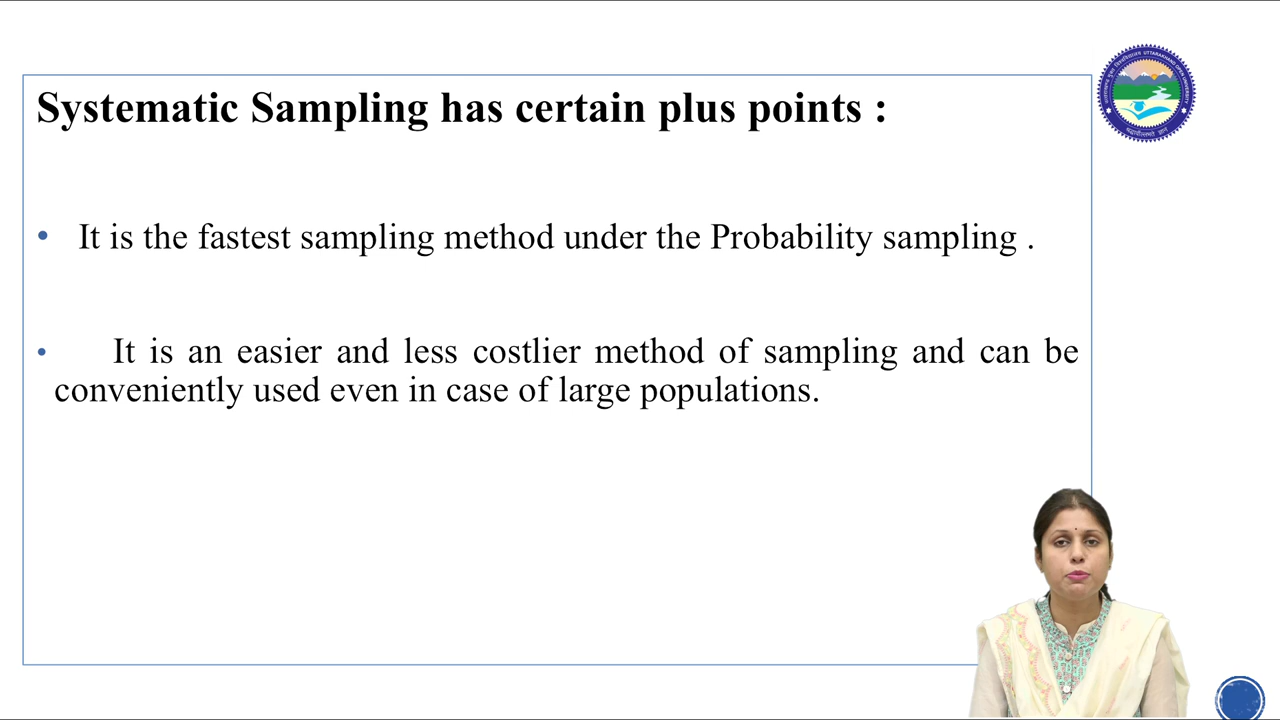 Systematic Sampling has certain plus points :
• It is the fastest sampling method under the Probability sampling .
• It is an easier and less costlier method of sampling and can be
conveniently used even in case of large populations.